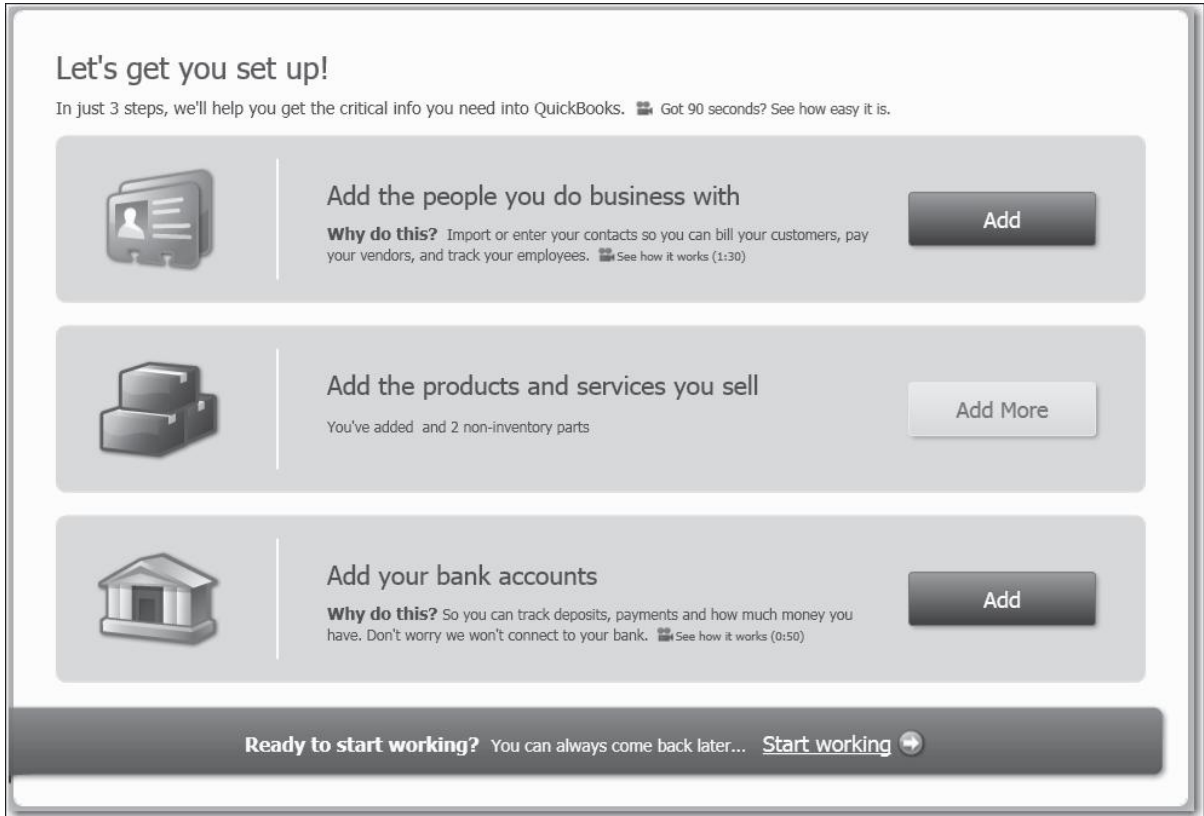 Let's get you set up!
In just 3 steps, we'll help you get the critical info you need into QuickBooks. Got 90 seconds? See how easy it is.
Add the people you do business with
Why do this? Import or enter your contacts so you can bill your customers, pay
your vendors, and track your employees. See how it works (1:30)
Add
Add the products and services you sell
You've added and 2 non-inventory parts
Add More
Add your bank accounts
Why do this? So you can track deposits, payments and how much money you
have. Don't worry we won't connect to your bank. See how it works (0:50)
Add
Ready to start working? You can always come back later... Start working